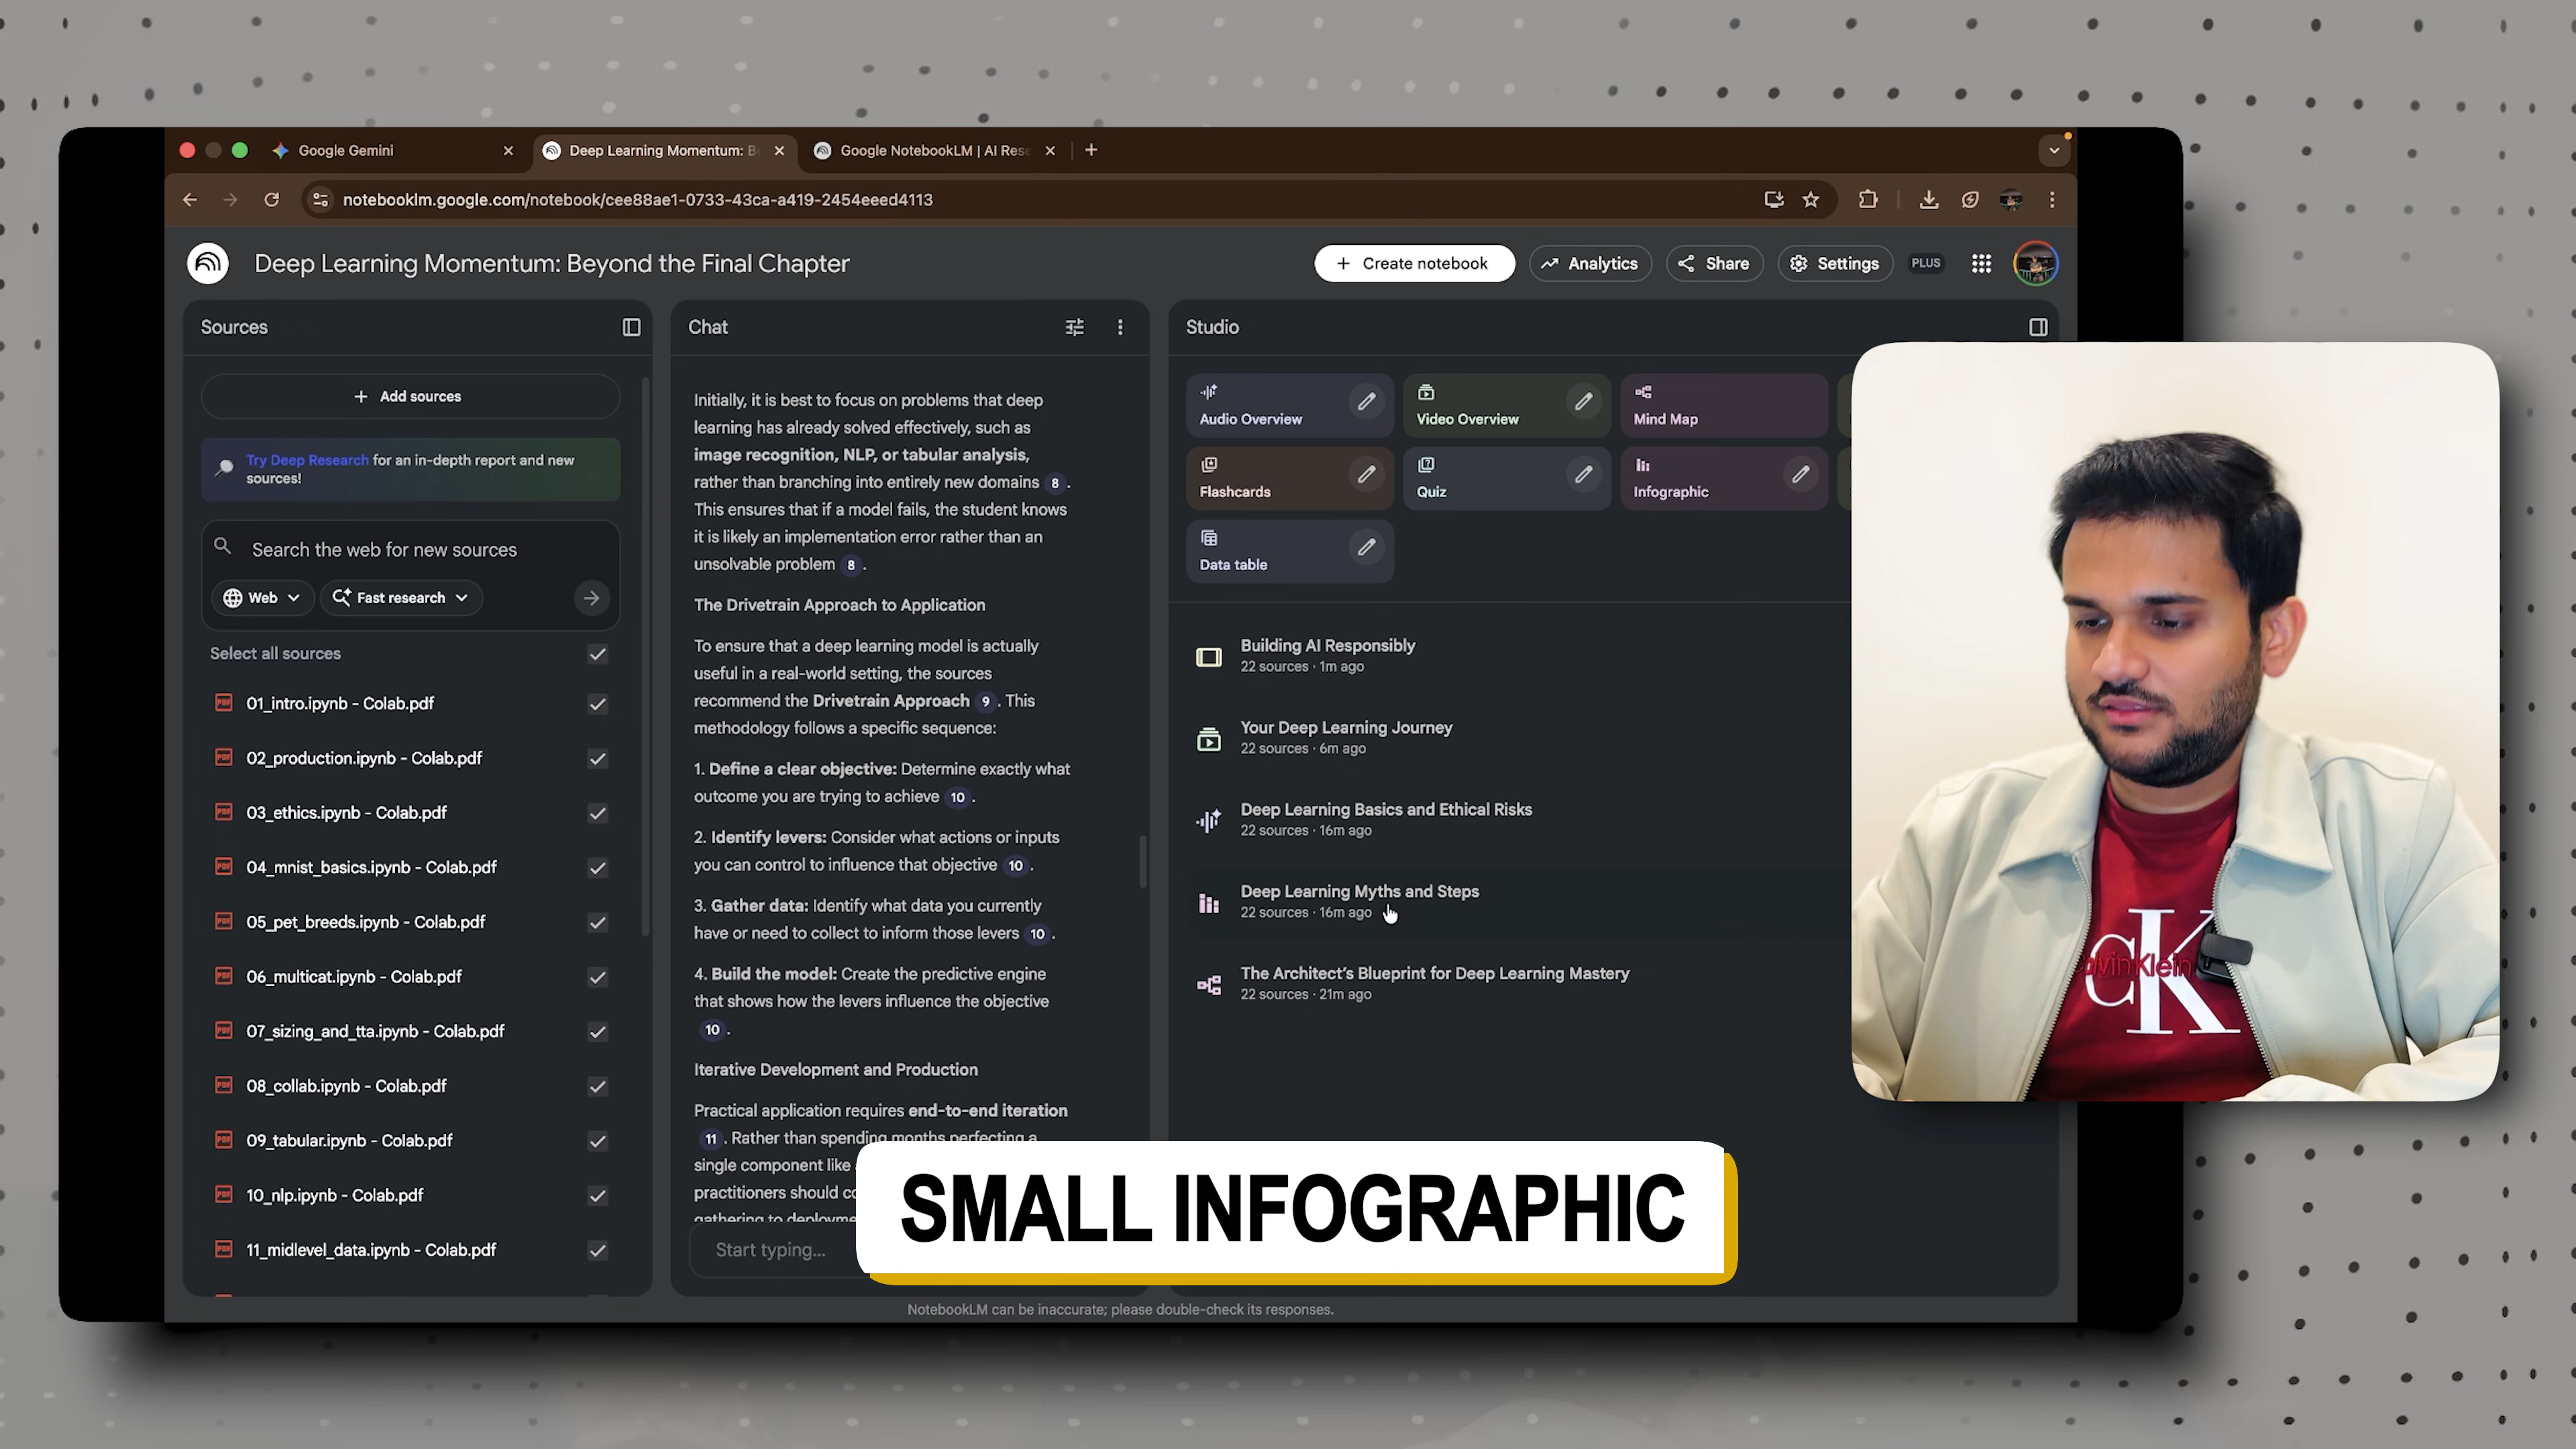 Google Gemini
Deep Learning Momentum: Be
Google NotebookLM | AI Rese
notebooklm.google.com/notebook/cee88ae1-0733-43ca-a419-2454eeed4113
Deep Learning Momentum: Beyond the Final Chapter
Create notebook
Analytics
Share
Settings
PLUS
Sources
Add sources
Try Deep Research for an in-depth report and new
sources!
Search the web for new sources
Web
Fast research
Select all sources
01_intro.ipynb - Colab.pdf
02_production.ipynb - Colab.pdf
03_ethics.ipynb - Colab.pdf
04_mnist_basics.ipynb - Colab.pdf
05_pet_breeds.ipynb - Colab.pdf
06_multicat.ipynb - Colab.pdf
07_sizing_and_tta.ipynb - Colab.pdf
08_collab.ipynb - Colab.pdf
09_tabular.ipynb - Colab.pdf
10_nlp.ipynb - Colab.pdf
11_midlevel_data.ipynb - Colab.pdf
Chat
Initially, it is best to focus on problems that deep
learning has already solved effectively, such as
image recognition, NLP, or tabular analysis,
rather than branching into entirely new domains 8 .
This ensures that if a model fails, the student knows
it is likely an implementation error rather than an
unsolvable problem 8 .
The Drivetrain Approach to Application
To ensure that a deep learning model is actually
useful in a real-world setting, the sources
recommend the Drivetrain Approach 9 . This
methodology follows a specific sequence:
1. Define a clear objective: Determine exactly what
outcome you are trying to achieve 10 .
2. Identify levers: Consider what actions or inputs
you can control to influence that objective 10 .
3. Gather data: Identify what data you currently
have or need to collect to inform those levers 10 .
4. Build the model: Create the predictive engine
that shows how the levers influence the objective
10 .
Iterative Development and Production
Practical application requires end-to-end iteration
11 . Rather than spending months perfecting a
single component like
practitioners should co
gathering to deployme
Start typing...
Studio
Audio Overview
Video Overview
Mind Map
Flashcards
Quiz
Infographic
Data table
Building AI Responsibly
22 sources · 1m ago
Your Deep Learning Journey
22 sources · 6m ago
Deep Learning Basics and Ethical Risks
22 sources · 16m ago
Deep Learning Myths and Steps
22 sources · 16m ago
The Architect's Blueprint for Deep Learning Mastery
22 sources · 21m ago
NotebookLM can be inaccurate; please double-check its responses.
SMALL INFOGRAPHIC
CK
Calvin Klein